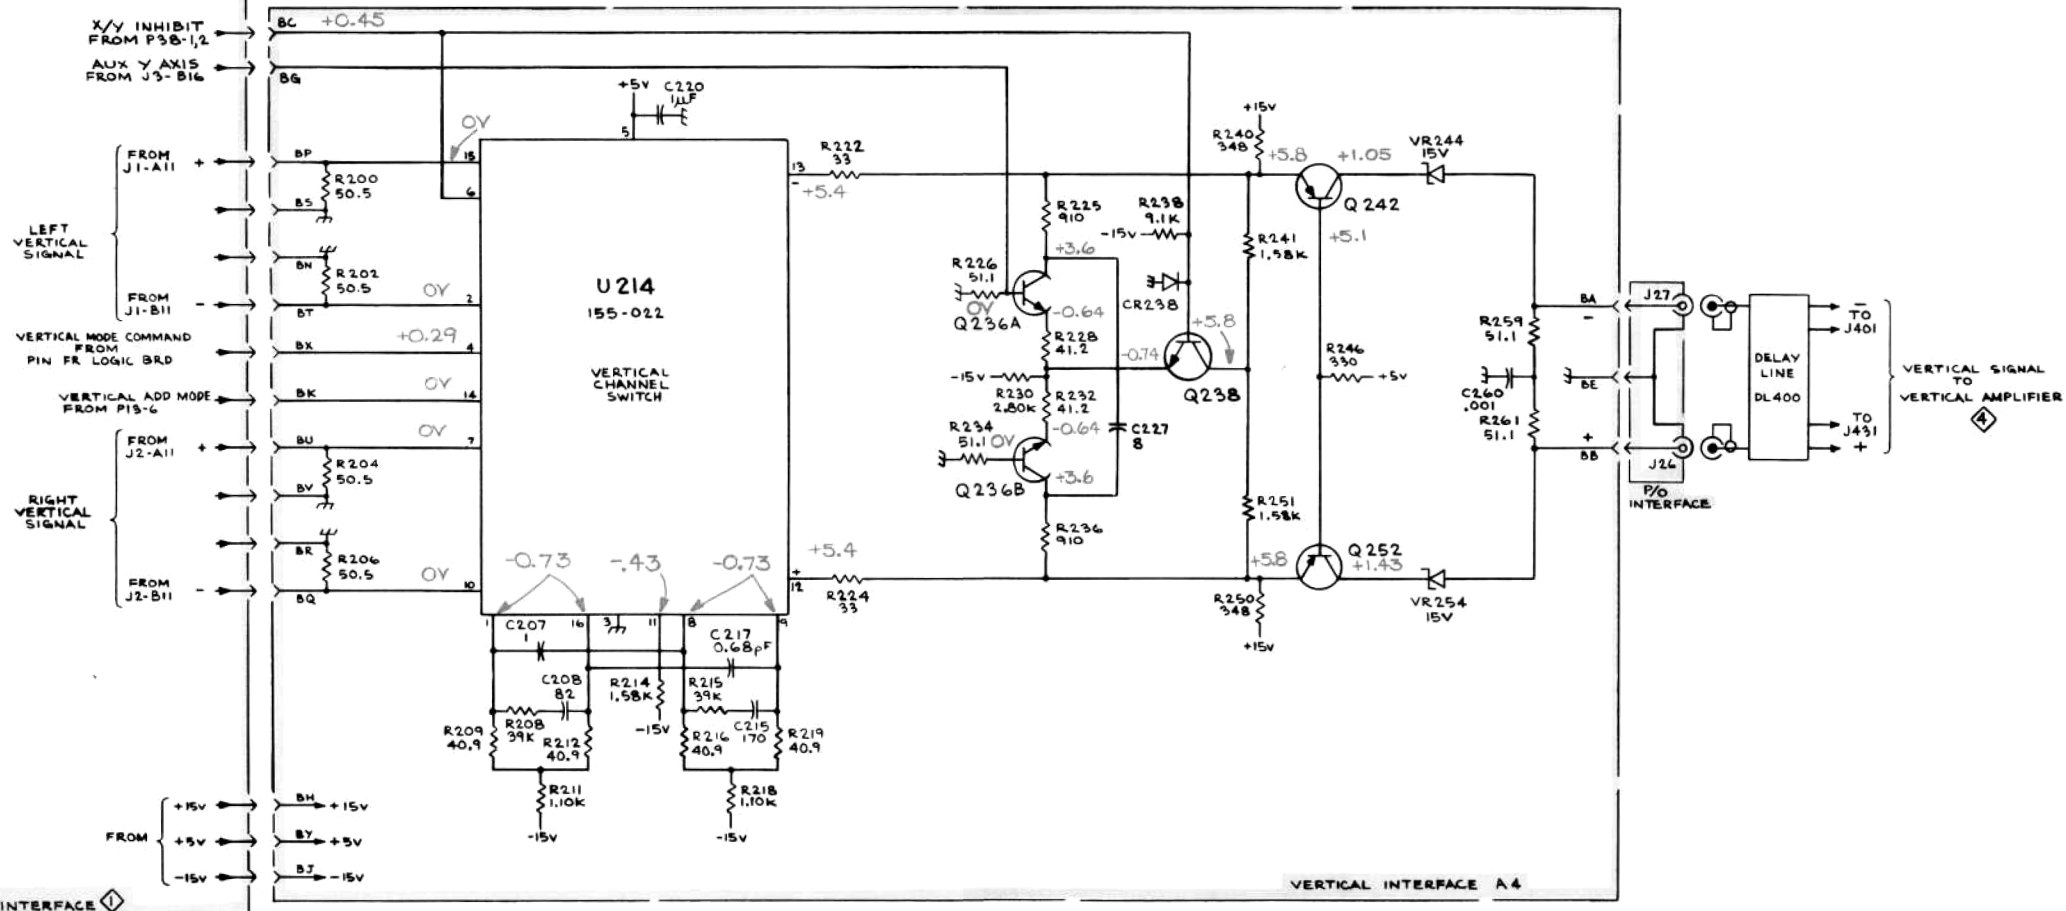 X/Y INHIBIT
FROM P38-1,2
BC +0.45
AUX Y AXIS
FROM J3-B16
BG
+5V
C220
1µF
5
0V
FROM
J1-A11 +
BP
15
R200
50.5
6
BS
LEFT
VERTICAL
SIGNAL
BN
R202
50.5
FROM
J1-B11 -
BT
0V
2
VERTICAL MODE COMMAND
FROM
PIN FR LOGIC BRD
BX
+0.29
4
VERTICAL ADD MODE
FROM P13-6
BK
0V
14
FROM
J2-A11 +
BU
0V
7
R204
50.5
BV
RIGHT
VERTICAL
SIGNAL
BR
R206
50.5
FROM
J2-B11 -
BQ
0V
10
U214
155-022
VERTICAL
CHANNEL
SWITCH
-0.73
-.43
-0.73
1
16
3
11
8
9
C207
1
C217
0.68pF
C208
82
R214
1.58K
R215
39K
-15V
R208
39K
C215
170
R209
40.9
R212
40.9
R216
40.9
R219
40.9
R211
1.10K
R218
1.10K
-15V
-15V
13
-
R222
33
+5.4
+5.4
+
12
R224
33
R225
910
+3.6
R226
51.1
0V
Q236A
-0.64
R228
41.2
-15V
R230
2.80K
R232
41.2
-0.64
R234
51.1 0V
Q236B
+3.6
C227
8
R236
910
R238
9.1K
-15V
CR238
+5.8
-0.74
Q238
+15V
R240
348
+5.8
+1.05
VR244
15V
Q242
+5.1
R241
1.58K
R246
330
+5V
R251
1.58K
Q252
+1.43
+5.8
R250
348
+15V
VR254
15V
R259
51.1
C260
.001
R261
51.1
BA
-
BE
+
BB
J27
J26
P/O
INTERFACE
DELAY
LINE
DL400
-
TO
J401
TO
J431
+
VERTICAL SIGNAL
TO
VERTICAL AMPLIFIER
4
FROM
+15V BH +15V
+5V BY +5V
-15V BJ -15V
VERTICAL INTERFACE A4
INTERFACE 1